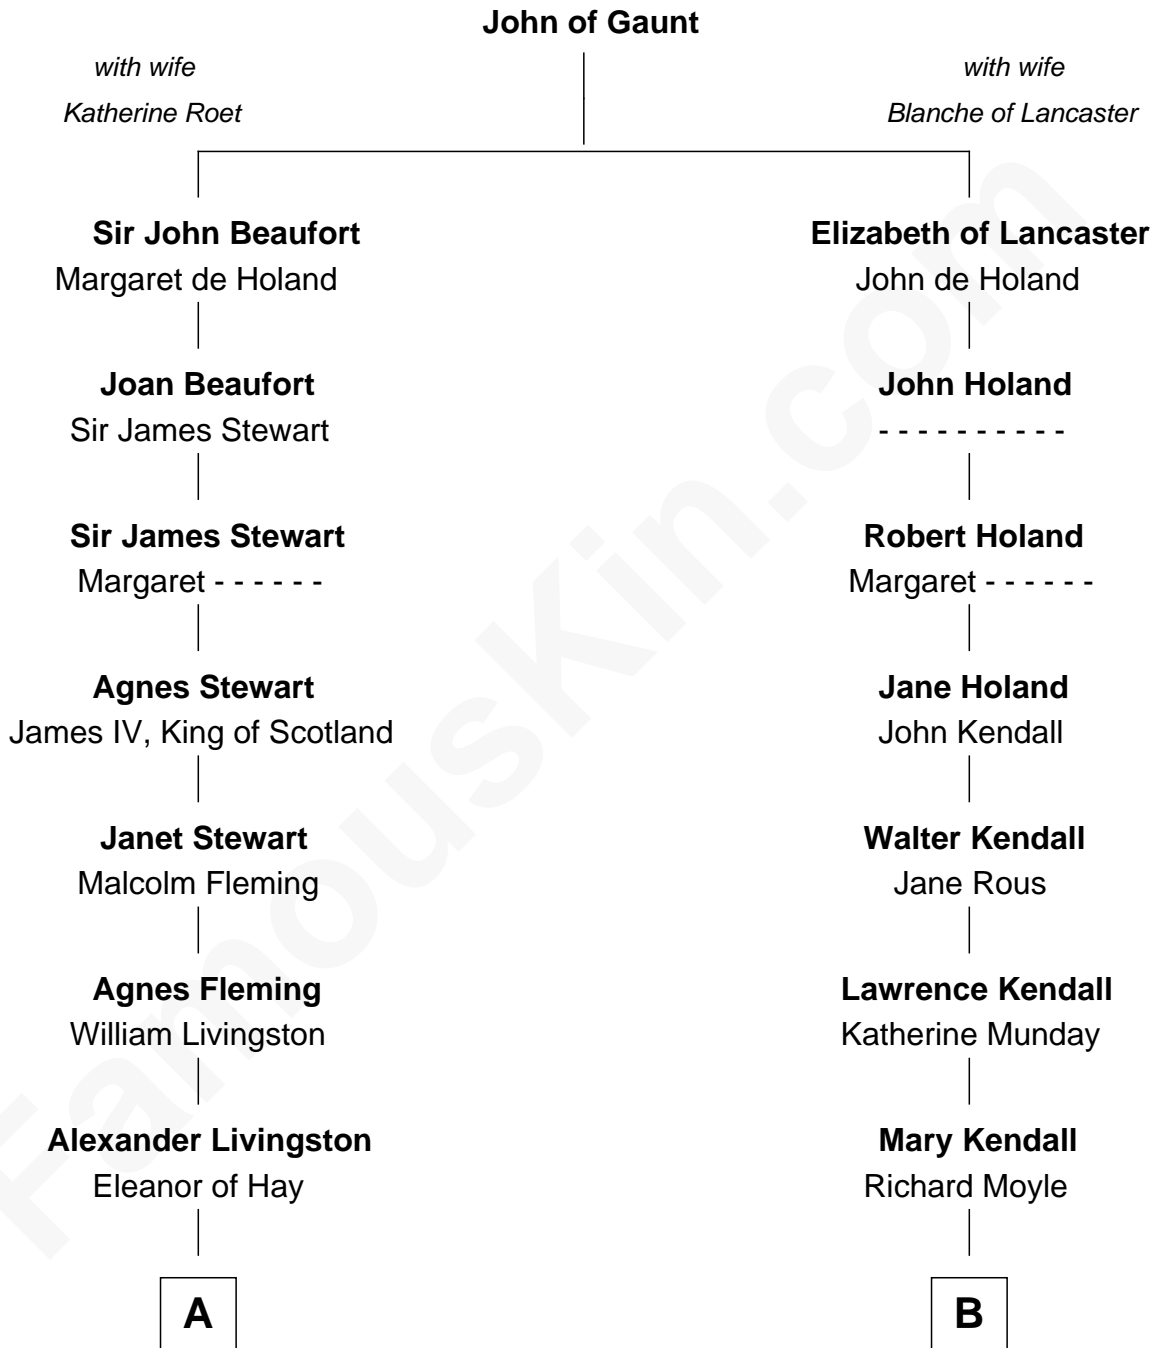 John of Gaunt
with wife
Katherine Roet
with wife
Blanche of Lancaster
Sir John Beaufort
Margaret de Holand
Elizabeth of Lancaster
John de Holand
Joan Beaufort
Sir James Stewart
John Holand
- - - - - - - - - -
Sir James Stewart
Margaret - - - - - -
Robert Holand
Margaret - - - - - -
Agnes Stewart
James IV, King of Scotland
Jane Holand
John Kendall
Janet Stewart
Malcolm Fleming
Walter Kendall
Jane Rous
Agnes Fleming
William Livingston
Lawrence Kendall
Katherine Munday
Alexander Livingston
Eleanor of Hay
Mary Kendall
Richard Moyle
A
B
FamousKin.com